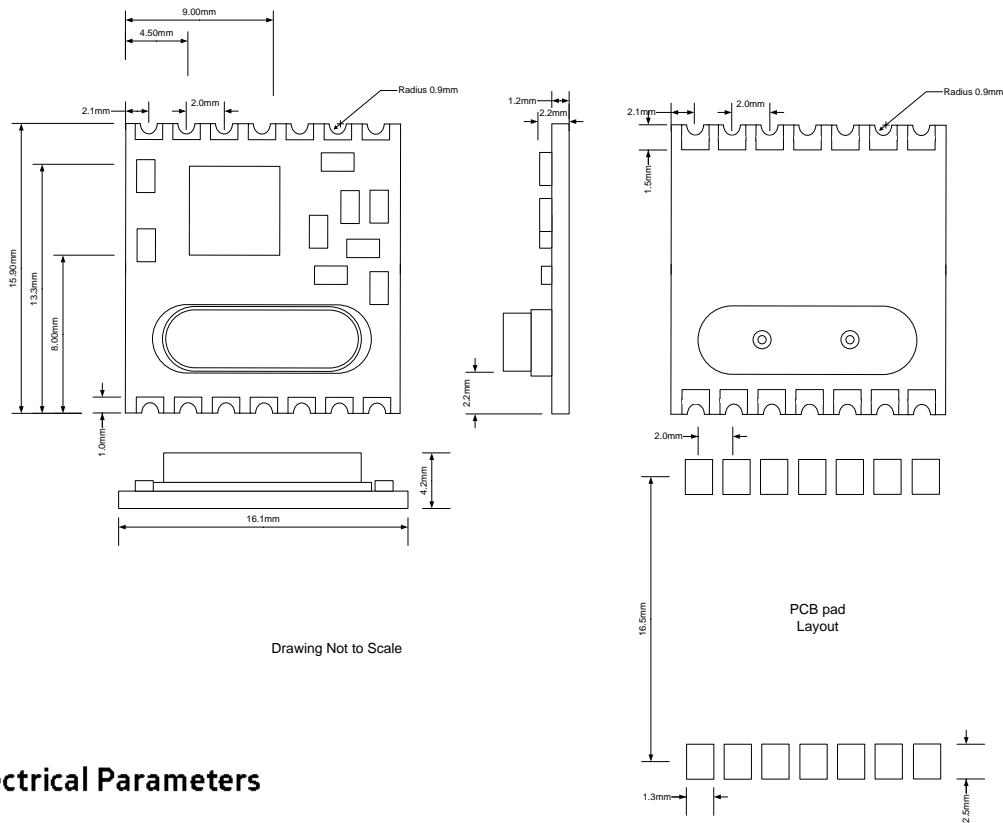 9.00mm
4.50mm
2.1mm
2.0mm
Radius 0.9mm
1.2mm
2.2mm
2.1mm
2.0mm
Radius 0.9mm
1.5mm
15.90mm
13.3mm
8.00mm
1.0mm
2.2mm
4.2mm
16.1mm
2.0mm
16.5mm
PCB pad
Layout
Drawing Not to Scale
1.3mm
2.5mm
ectrical Parameters